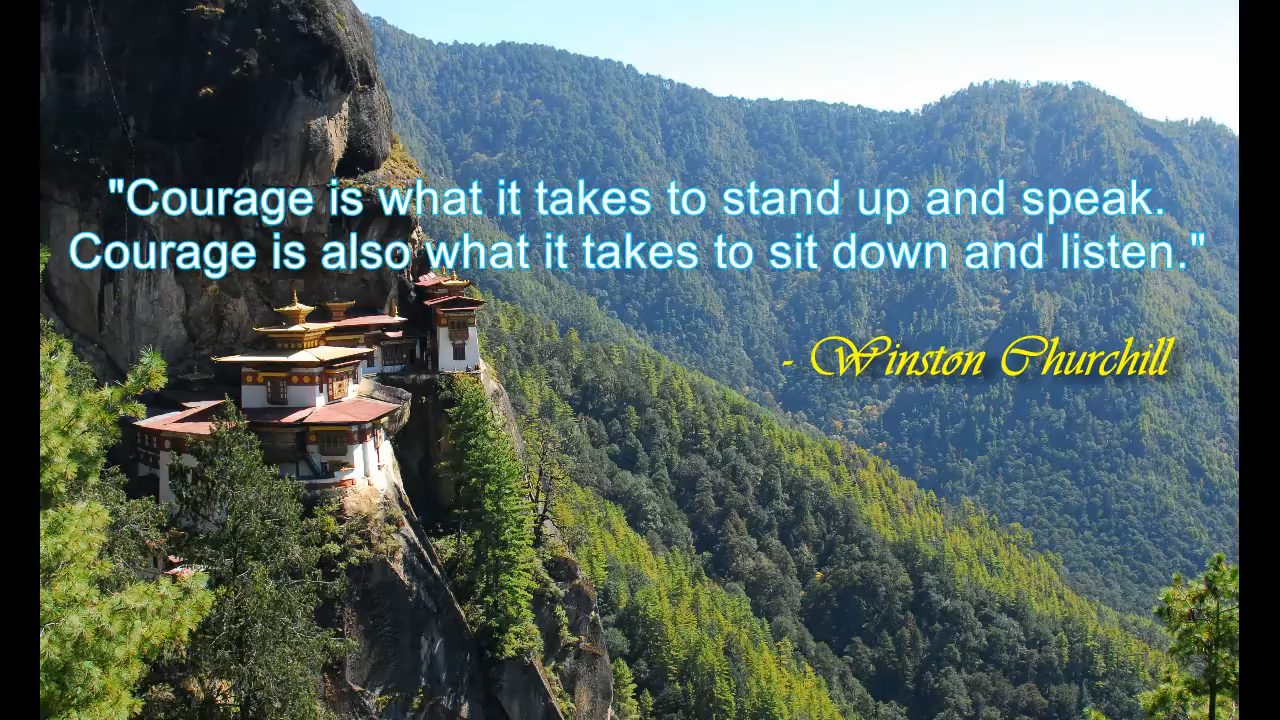 "Courage is what it takes to stand up and speak.
Courage is also what it takes to sit down and listen."
- Winston Churchill